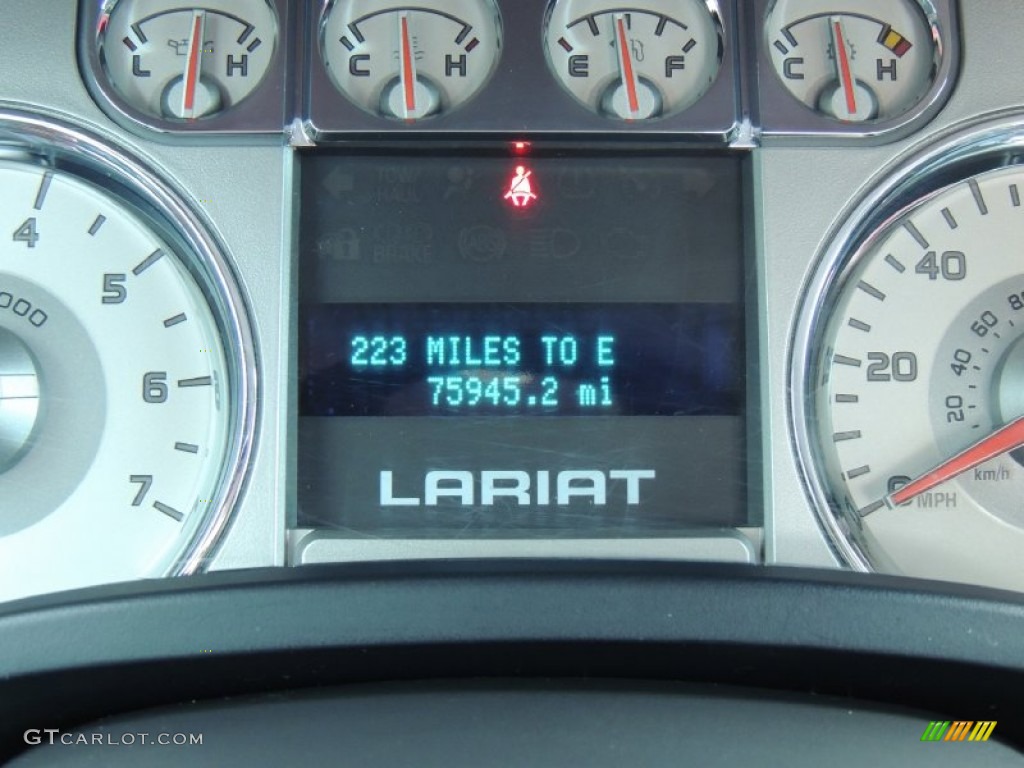 L H
C H
E F
C H
4
5
6
7
000
40
20
0
MPH
20
40
60
km/h
223 MILES TO E
75945.2 mi
LARIAT
GTCARLOT.COM